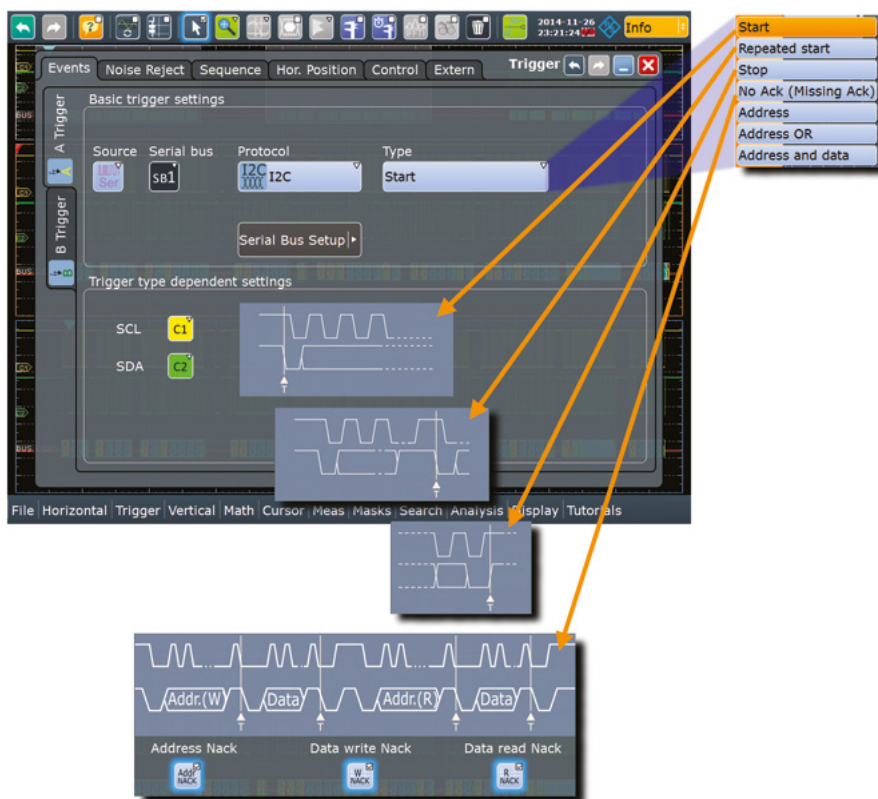 2014-11-26
23:21:24
Info
Events Noise Reject Sequence Hor. Position Control Extern Trigger
A Trigger
B Trigger
Basic trigger settings
Source Serial bus Protocol Type
Ser SB1 I2C I2C Start
Serial Bus Setup
Trigger type dependent settings
SCL C1
SDA C2
T
T
T
File Horizontal Trigger Vertical Math Cursor Meas Masks Search Analysis Display Tutorials
Start
Repeated start
Stop
No Ack (Missing Ack)
Address
Address OR
Address and data
Addr.(W) Data Addr.(R) Data
T T T T
Address Nack Data write Nack Data read Nack
Addr NACK W NACK R NACK